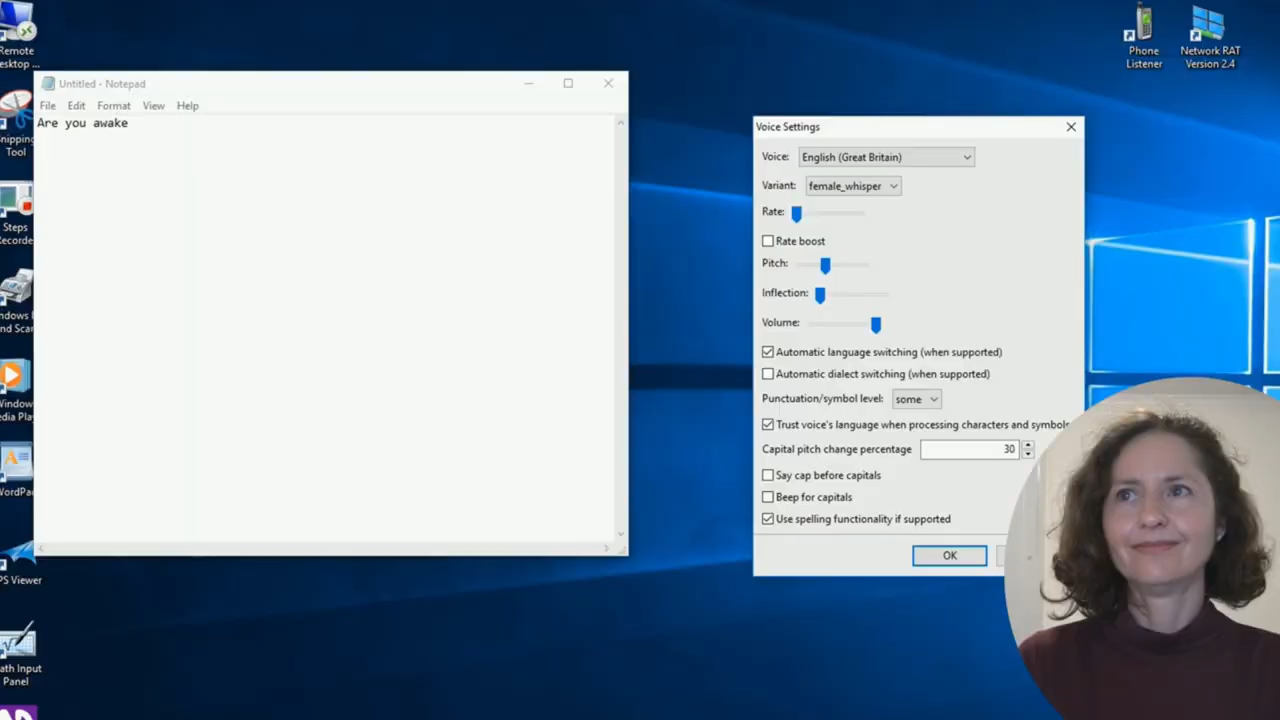 Remote
Desktop ...
Snipping
Tool
Steps
Recorder
Windows
and Scan
Windows
Media Play
WordPad
XPS Viewer
Math Input
Panel
Phone
Listener
Network RAT
Version 2.4
Untitled - Notepad
File Edit Format View Help
Are you awake
Voice Settings
Voice: English (Great Britain)
Variant: female_whisper
Rate:
Rate boost
Pitch:
Inflection:
Volume:
Automatic language switching (when supported)
Automatic dialect switching (when supported)
Punctuation/symbol level: some
Trust voice's language when processing characters and symbols
Capital pitch change percentage 30
Say cap before capitals
Beep for capitals
Use spelling functionality if supported
OK